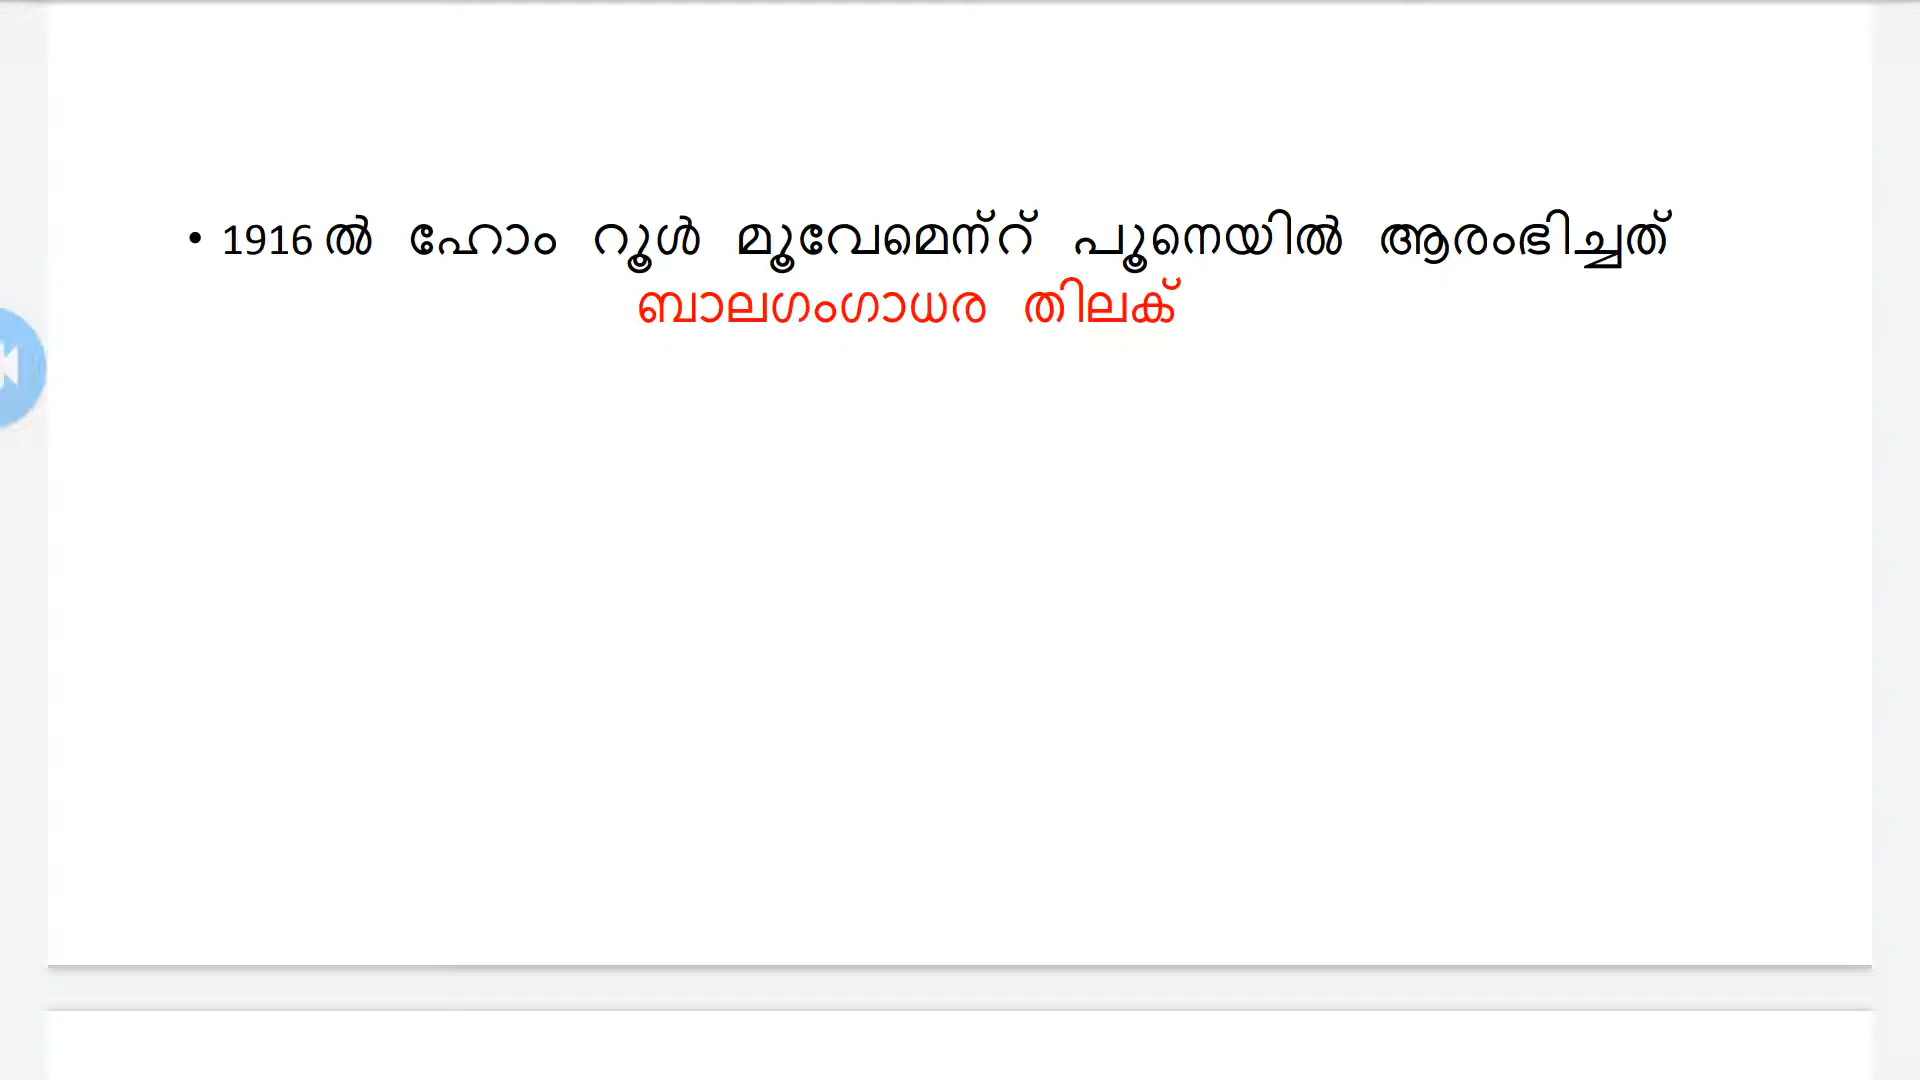 • 1916 ൽ ഹോം റൂൾ മൂവേമെന്റ് പൂനെയിൽ ആരംഭിച്ചത്
ബാലഗംഗാധര തിലക്